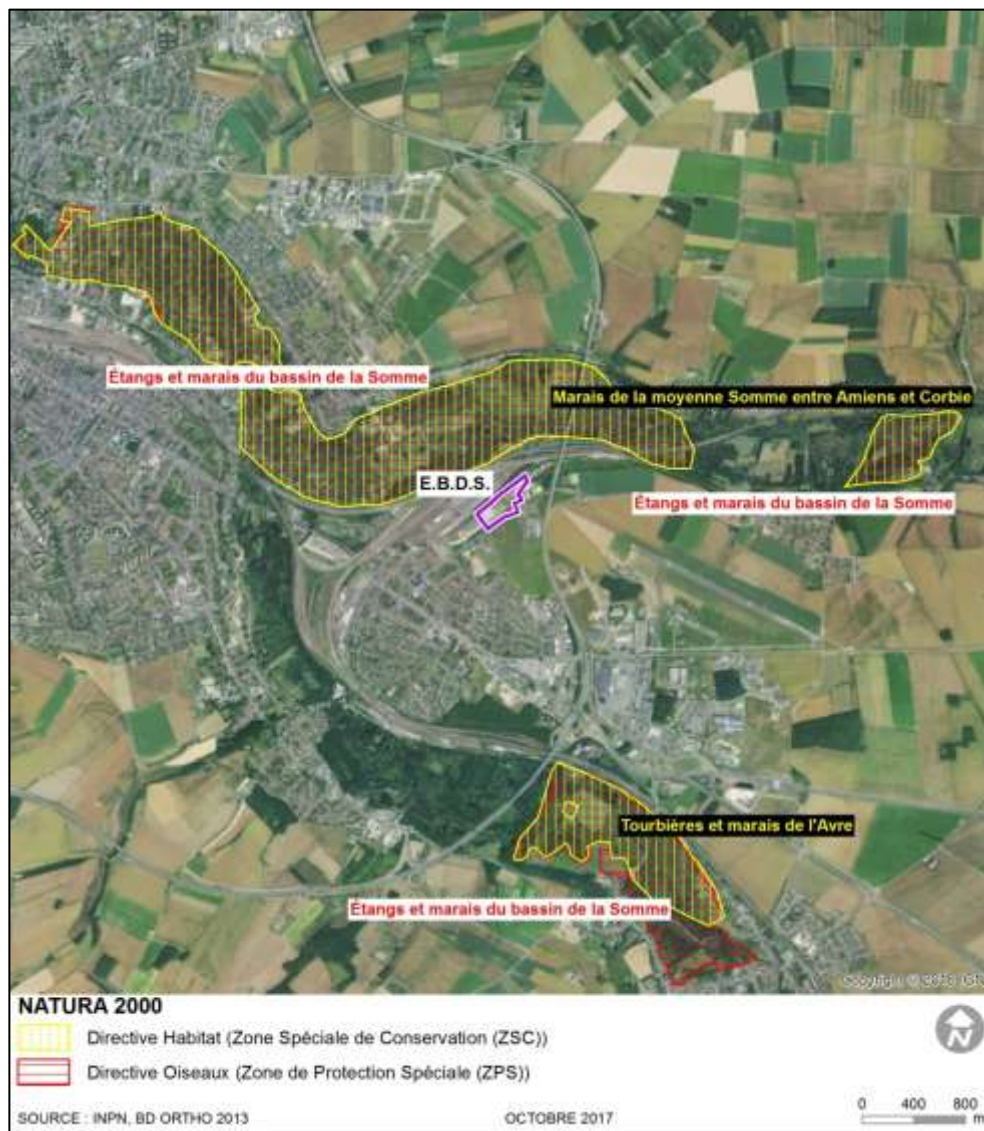 Étangs et marais du bassin de la Somme
Marais de la moyenne Somme entre Amiens et Corbie
E.B.D.S.
Étangs et marais du bassin de la Somme
Tourbières et marais de l'Avre
Étangs et marais du bassin de la Somme
Copyright ©
NATURA 2000
Directive Habitat (Zone Spéciale de Conservation (ZSC))
N
Directive Oiseaux (Zone de Protection Spéciale (ZPS))
0 400 800
m
SOURCE : INPN, BD ORTHO 2013
OCTOBRE 2017